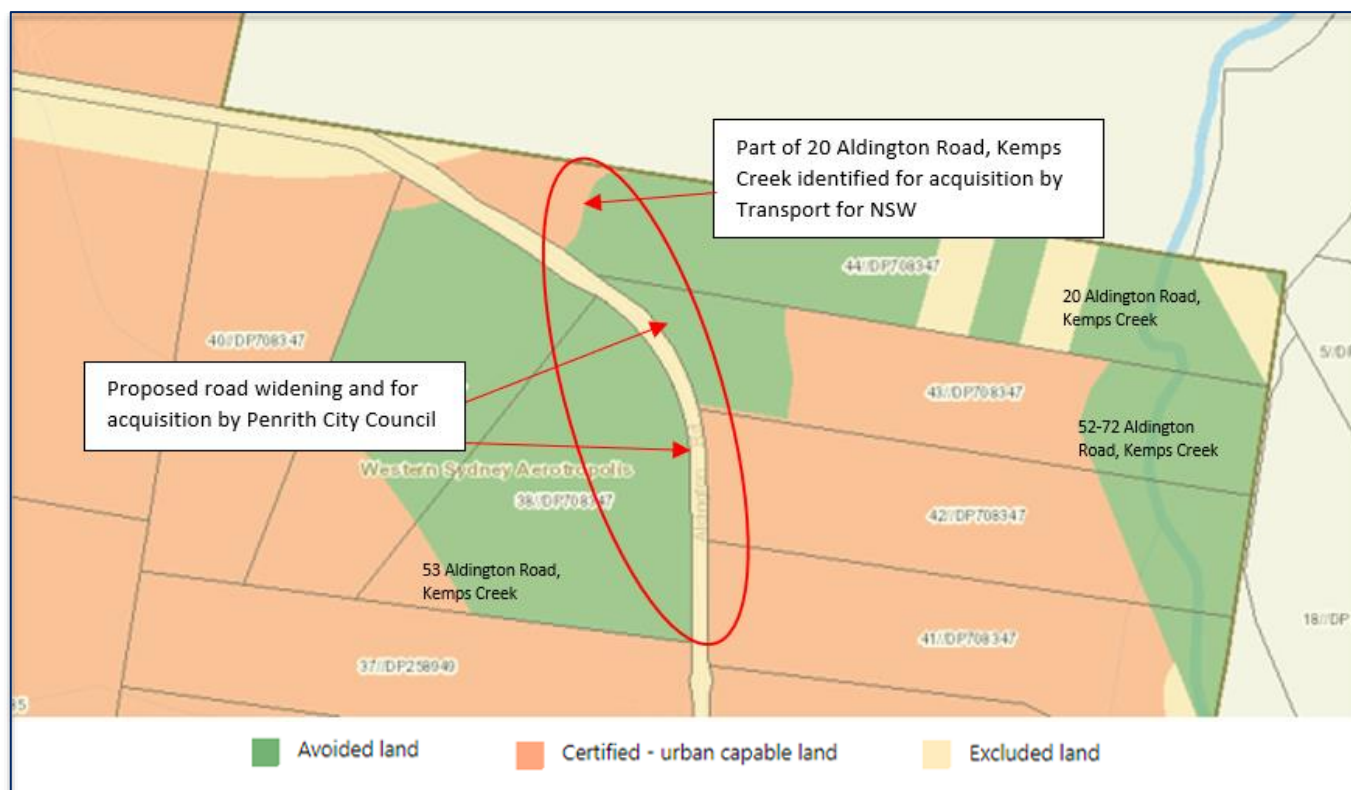 Part of 20 Aldington Road, Kemps
Creek identified for acquisition by
Transport for NSW
44//DP708347
20 Aldington Road,
Kemps Creek
40//DP708347
5//DP
Proposed road widening and for
acquisition by Penrith City Council
43//DP708347
52-72 Aldington
Road, Kemps Creek
Western Sydney Aerotropolis
38//DP708347
Aldington
42//DP708347
53 Aldington Road,
Kemps Creek
18//DP
41//DP708347
37//DP258949
Avoided land
Certified - urban capable land
Excluded land